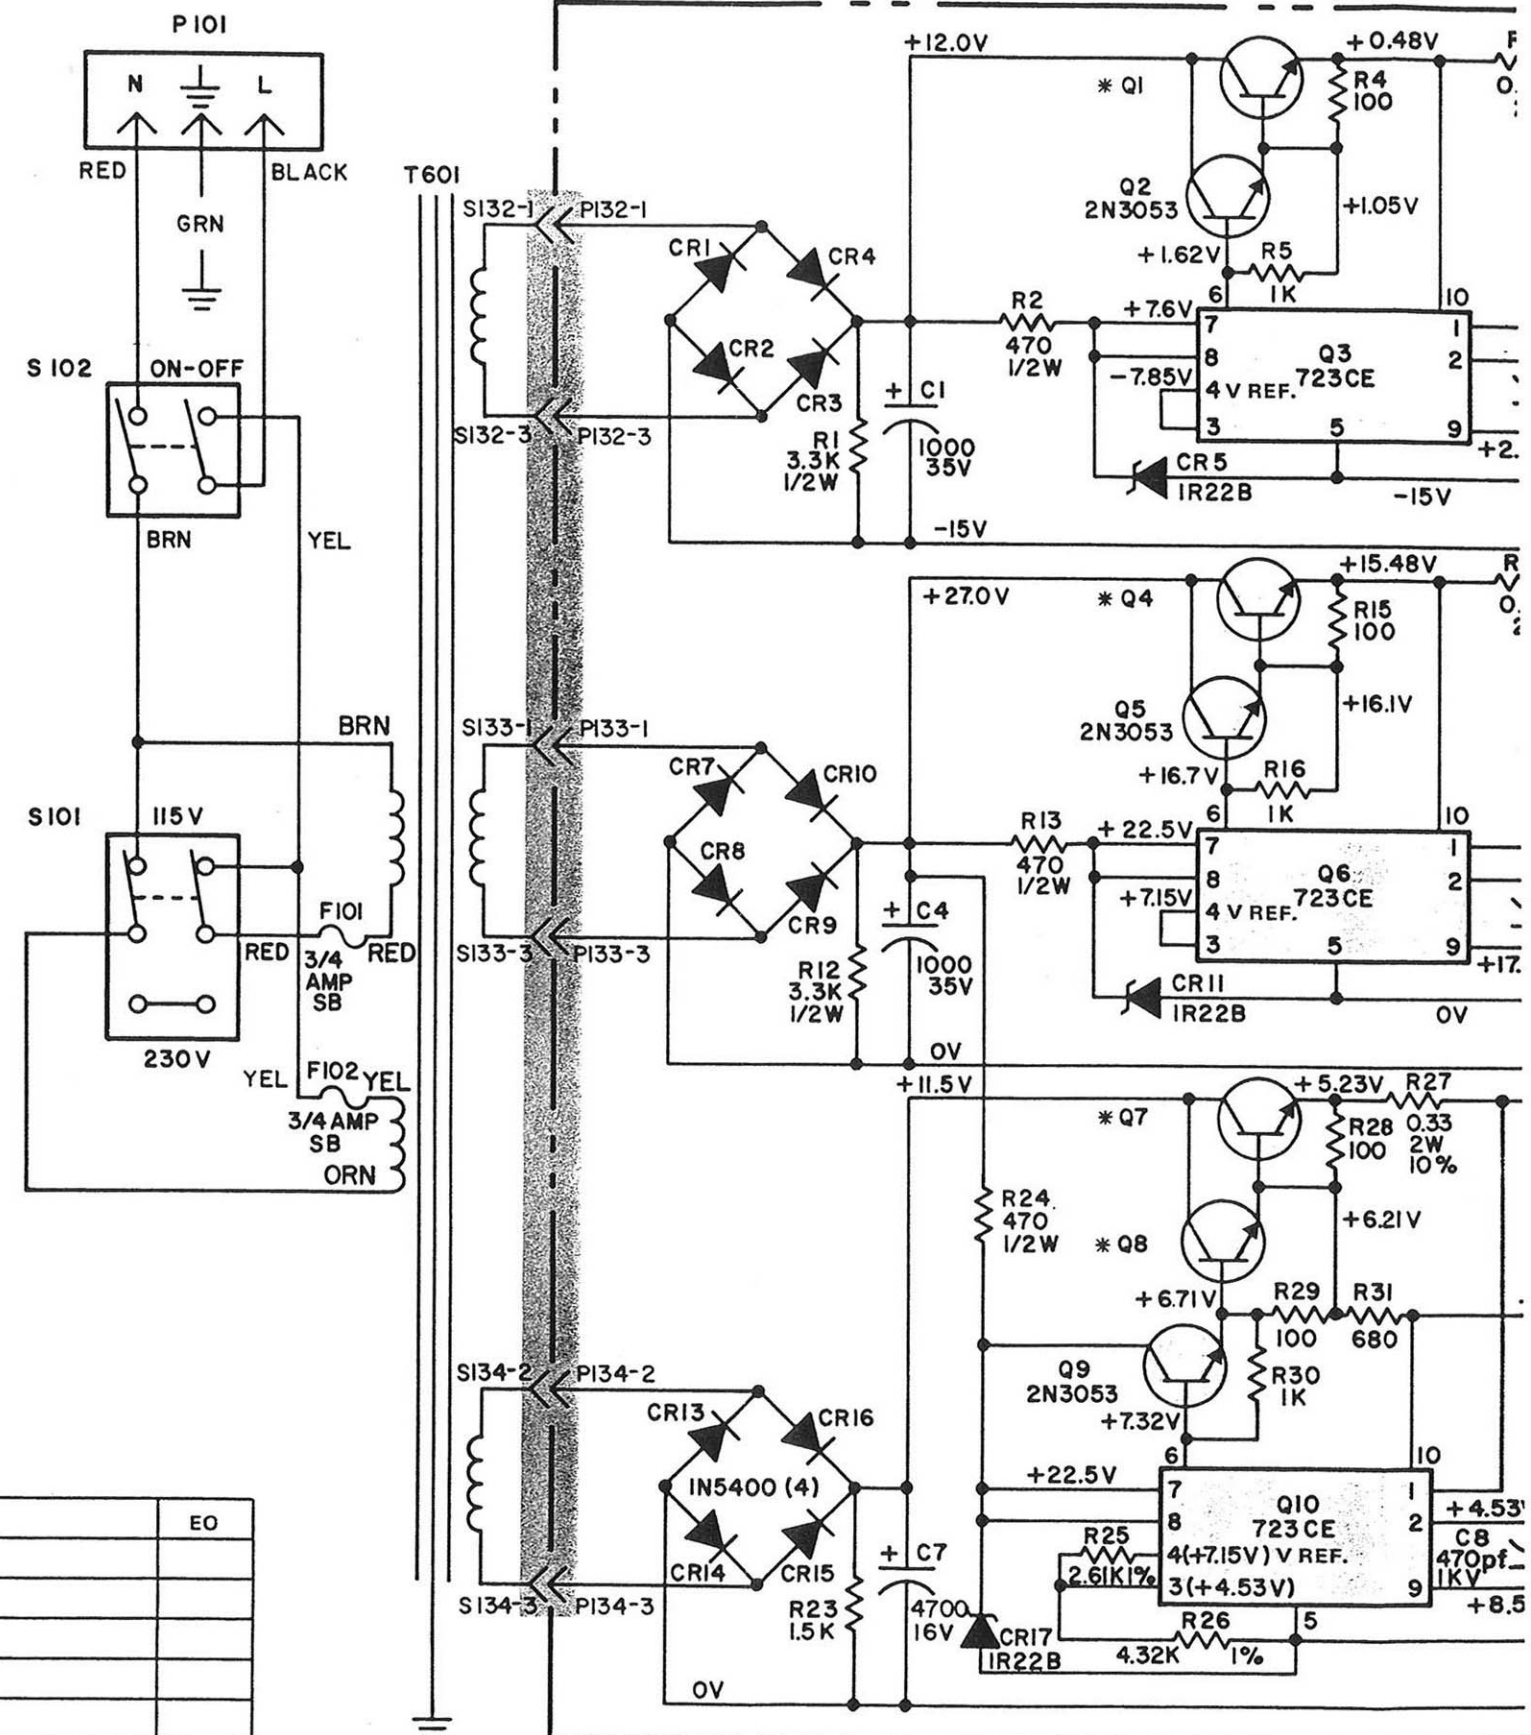 P101
N
L
RED
BLACK
GRN
S102
ON-OFF
BRN
YEL
BRN
S101
115V
F101
RED
RED
3/4
AMP
SB
230V
YEL
F102
YEL
3/4 AMP
SB
ORN
EO
T601
S132-1
P132-1
CR1
CR4
CR2
CR3
S132-3
P132-3
R1
3.3K
1/2W
+
C1
1000
35V
-15V
+12.0V
* Q1
+0.48V
R4
100
Q2
2N3053
+1.05V
+1.62V
R5
1K
R2
470
1/2W
+7.6V
-7.85V
6
10
7
8
4 V REF.
3
Q3
723CE
5
1
2
9
+2.
CR5
1R22B
-15V
S133-1
P133-1
CR7
CR10
CR8
CR9
S133-3
P133-3
R12
3.3K
1/2W
+
C4
1000
35V
0V
+27.0V
* Q4
+15.48V
R
0.
2
R15
100
Q5
2N3053
+16.1V
+16.7V
R16
1K
R13
470
1/2W
+22.5V
+7.15V
6
10
7
8
4 V REF.
3
Q6
723CE
5
1
2
9
+17.
CR11
1R22B
0V
+11.5V
* Q7
+5.23V
R27
0.33
2W
10%
R28
100
R24
470
1/2W
* Q8
+6.21V
+6.71V
R29
100
R31
680
Q9
2N3053
R30
1K
+7.32V
S134-2
P134-2
CR13
CR16
IN5400 (4)
CR14
CR15
S134-3
P134-3
R23
1.5K
+
C7
4700
16V
0V
+22.5V
6
10
7
8
4(+7.15V) V REF.
3(+4.53V)
Q10
723CE
1
2
9
5
+4.53
C8
470pf
1KV
+8.5
R25
2.61K1%
R26
4.32K
1%
CR17
1R22B